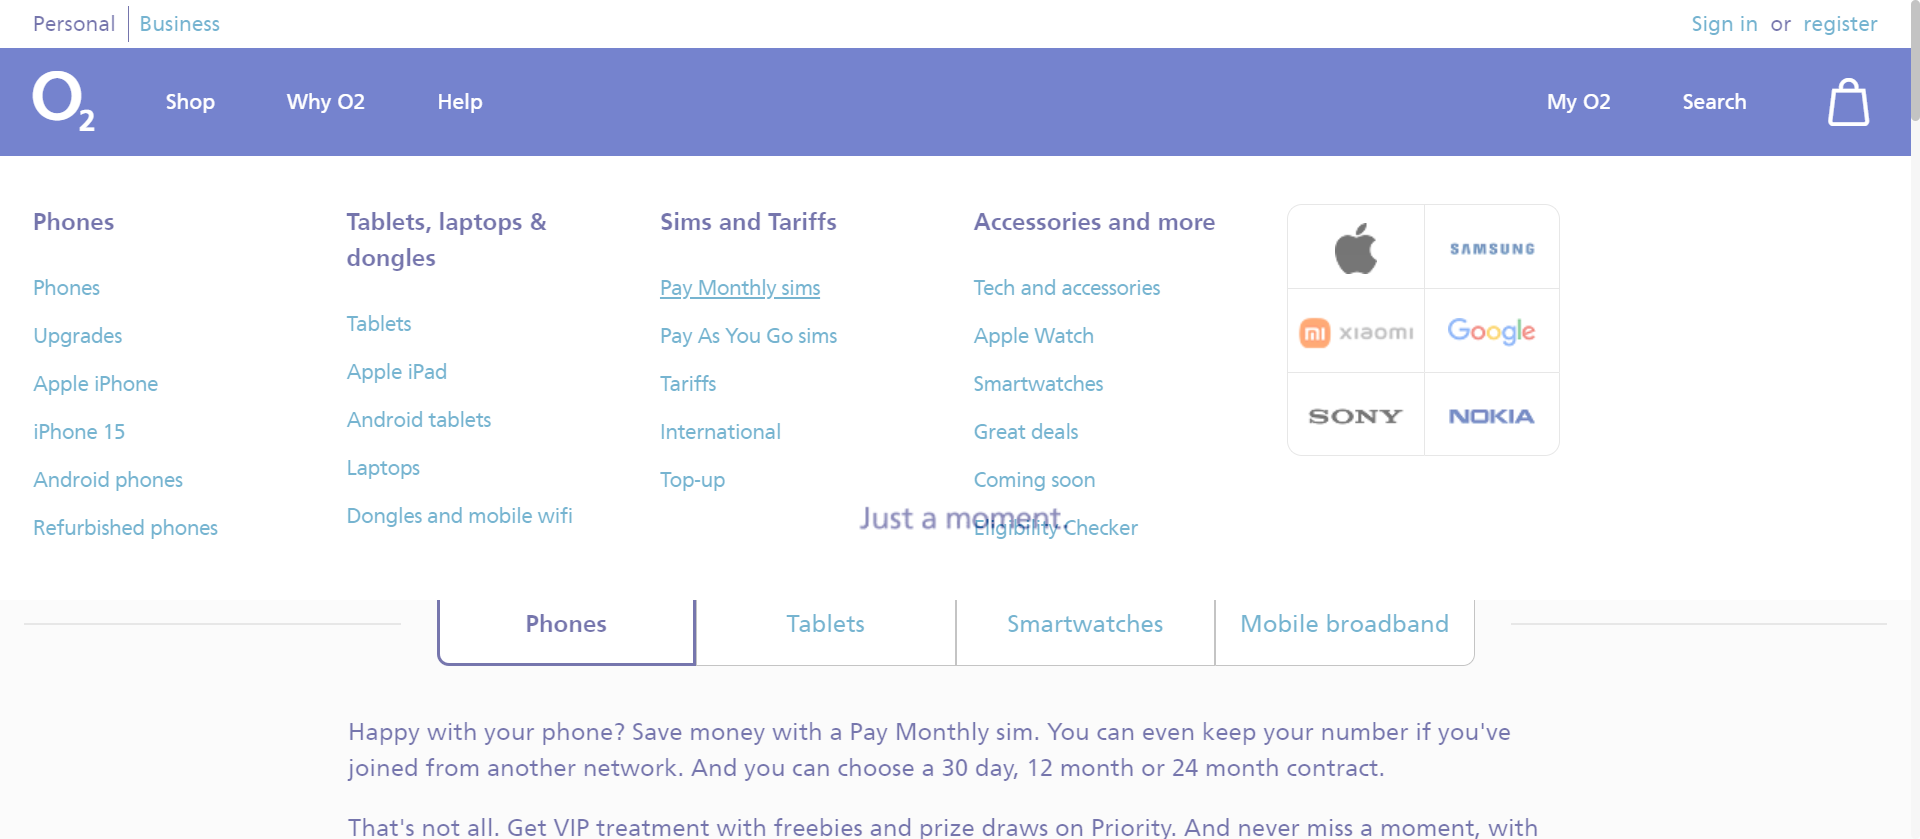 Personal
Business
Sign in or register
O2
Shop
Why O2
Help
My O2
Search
Phones
Phones
Upgrades
Apple iPhone
iPhone 15
Android phones
Refurbished phones
Tablets, laptops &
dongles
Tablets
Apple iPad
Android tablets
Laptops
Dongles and mobile wifi
Sims and Tariffs
Pay Monthly sims
Pay As You Go sims
Tariffs
International
Top-up
Accessories and more
Tech and accessories
Apple Watch
Smartwatches
Great deals
Coming soon
Eligibility Checker
SAMSUNG
mi xiaomi
Google
SONY
NOKIA
Just a moment..
Phones
Tablets
Smartwatches
Mobile broadband
Happy with your phone? Save money with a Pay Monthly sim. You can even keep your number if you've
joined from another network. And you can choose a 30 day, 12 month or 24 month contract.
That's not all. Get VIP treatment with freebies and prize draws on Priority. And never miss a moment, with